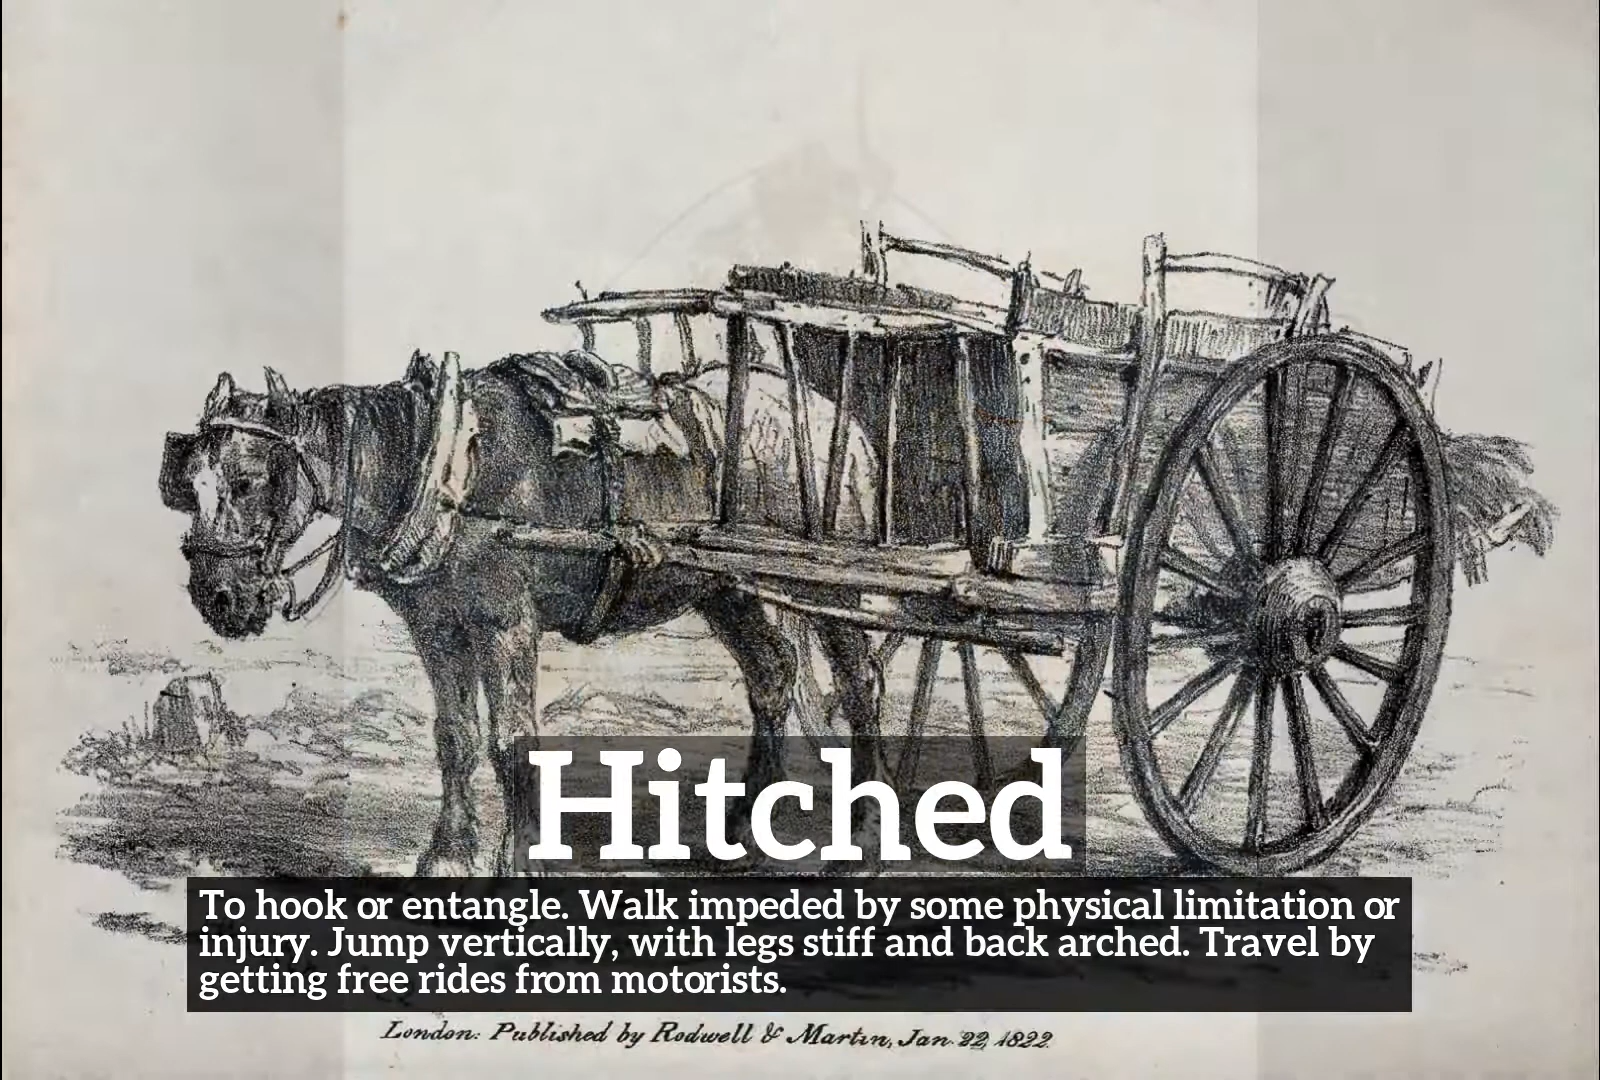 Hitched
To hook or entangle. Walk impeded by some physical limitation or
injury. Jump vertically, with legs stiff and back arched. Travel by
getting free rides from motorists.
London: Published by Rodwell & Martin, Jan. 22, 1822.